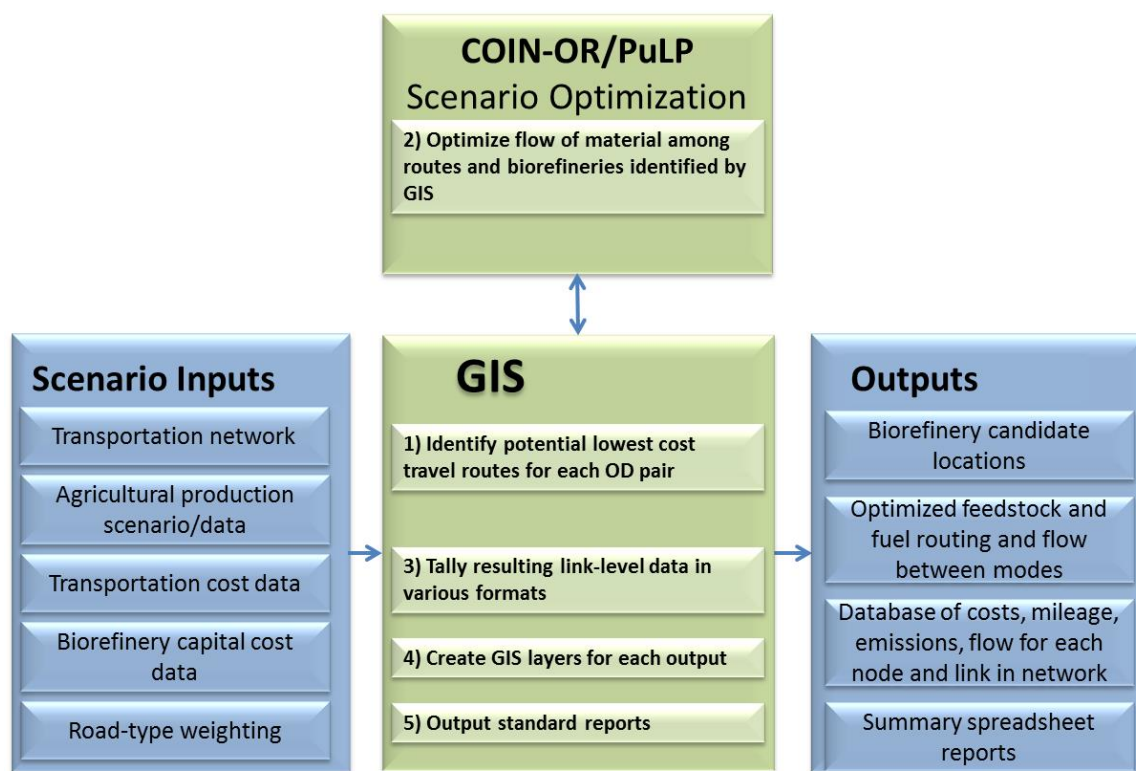 COIN-OR/PuLP
Scenario Optimization
2) Optimize flow of material among
routes and biorefineries identified by
GIS
Scenario Inputs
Transportation network
Agricultural production
scenario/data
Transportation cost data
Biorefinery capital cost
data
Road-type weighting
GIS
1) Identify potential lowest cost
travel routes for each OD pair
3) Tally resulting link-level data in
various formats
4) Create GIS layers for each output
5) Output standard reports
Outputs
Biorefinery candidate
locations
Optimized feedstock and
fuel routing and flow
between modes
Database of costs, mileage,
emissions, flow for each
node and link in network
Summary spreadsheet
reports